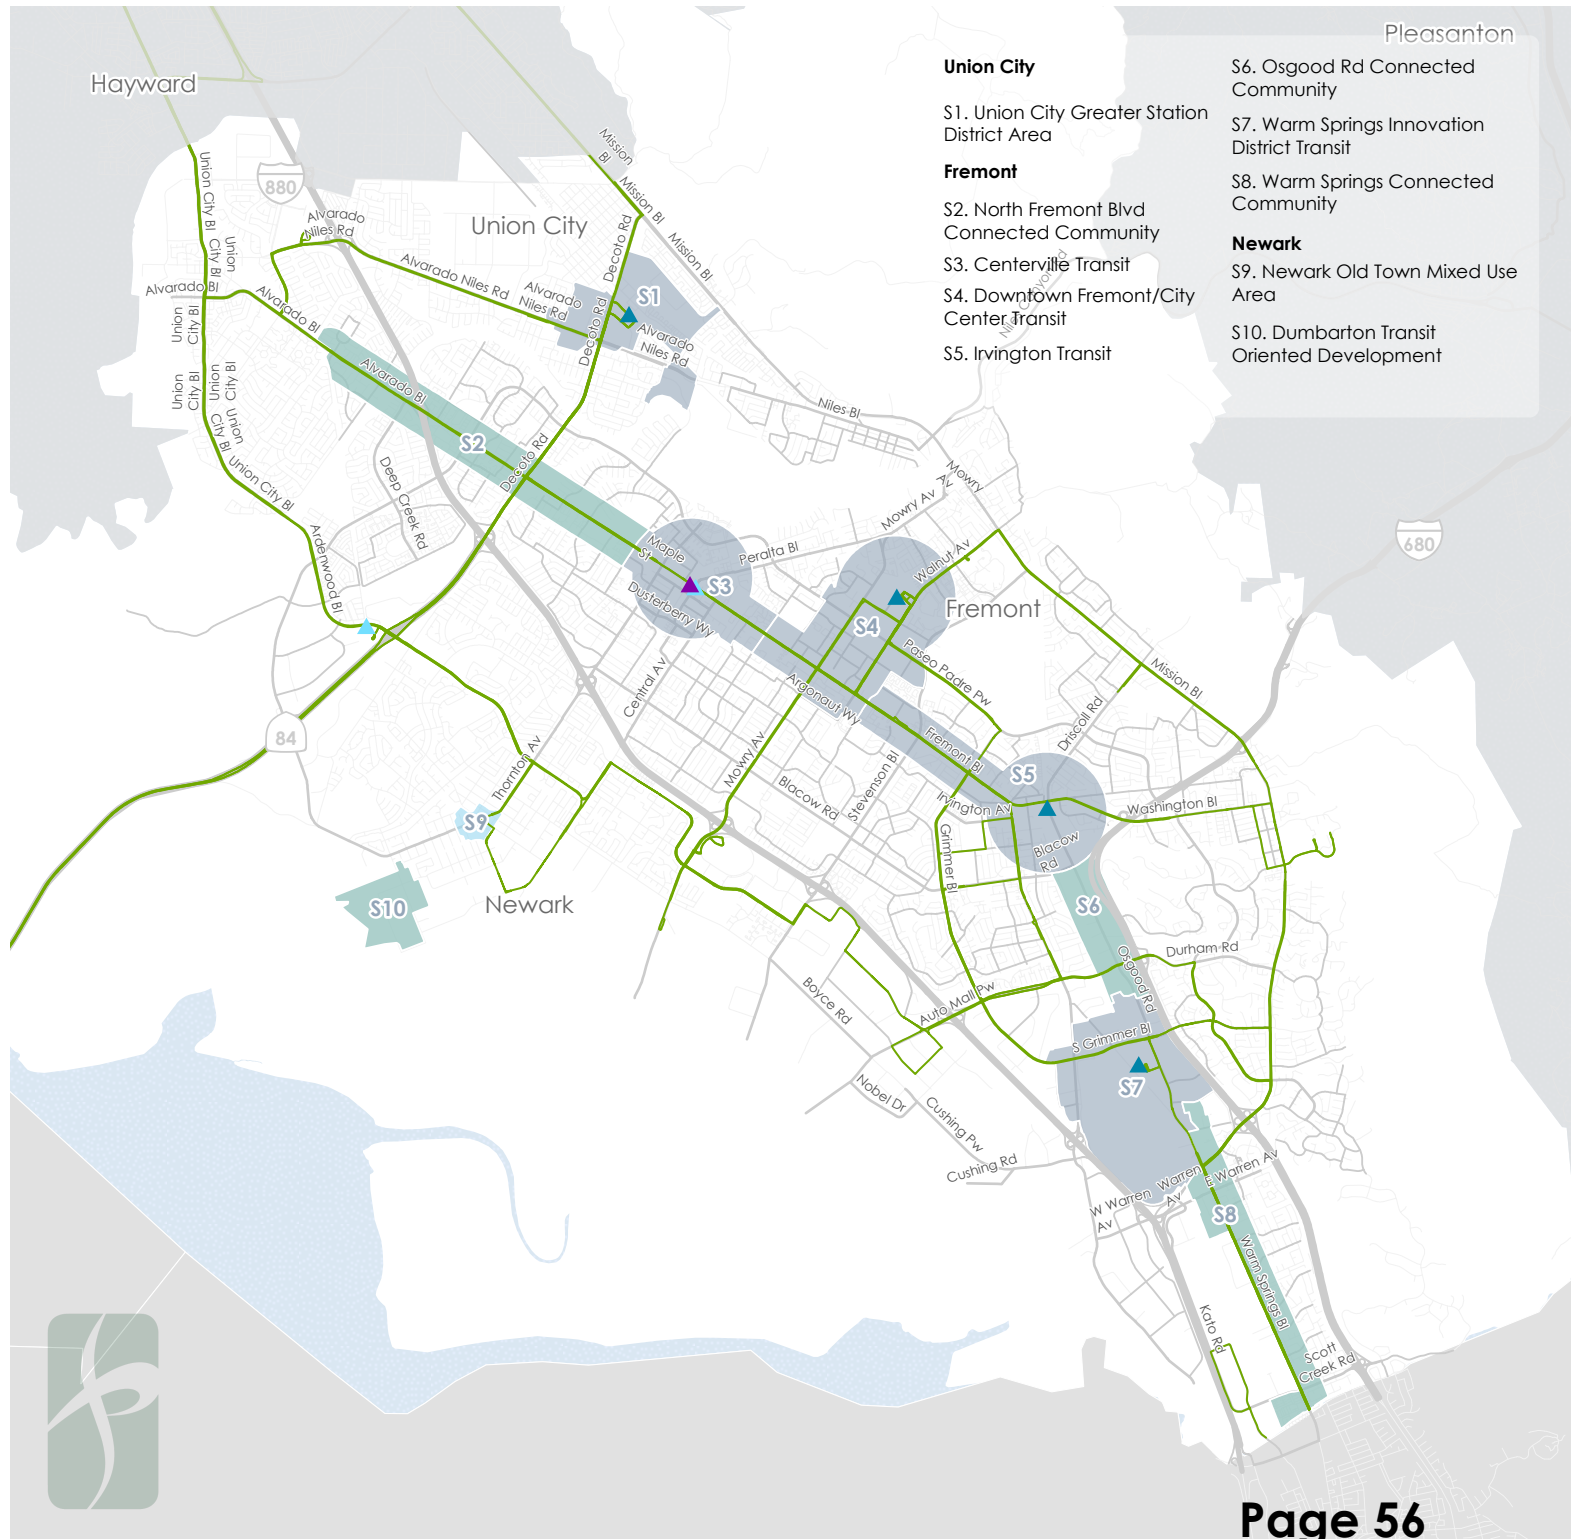 Pleasanton
Hayward
Union City
S1. Union City Greater Station
District Area
Fremont
S2. North Fremont Blvd
Connected Community
S3. Centerville Transit
S4. Downtown Fremont/City
Center Transit
S5. Irvington Transit
S6. Osgood Rd Connected
Community
S7. Warm Springs Innovation
District Transit
S8. Warm Springs Connected
Community
Newark
S9. Newark Old Town Mixed Use
Area
S10. Dumbarton Transit
Oriented Development
Mission
Bl
Mission Bl
Mission Bl
Union City Bl
880
Union City
Alvarado
Niles Rd
Union
City Bl
Decoto Rd
Alvarado Niles Rd
Alvarado
Niles Rd
Alvarado Bl
Alvarado Bl
Union
City Bl
Decoto Rd
S1
Alvarado
Niles Rd
Union
City Bl
Union
City Bl
Union
City Bl
Alvarado Bl
Niles Bl
S2
Decoto Rd
Deep Creek Rd
Union City Bl
Mowry
Av
Mowry Av
Ardenwood Bl
Maple
St
Peralta Bl
Walnut Av
680
S3
Dusterberry Wy
S4
Fremont
Paseo Padre Pw
Mission Bl
Central Av
Argonaut Wy
Driscoll Rd
84
Thornton Av
Mowry Av
Fremont Bl
Stevenson Bl
Blacow Rd
S5
Irvington Av
Washington Bl
S9
Grimmer Bl
Blacow
Rd
S10
Newark
S6
Durham Rd
Osgood Rd
Auto Mall Pw
Boyce Rd
S Grimmer Bl
S7
Nobel Dr
Cushing Pw
Cushing Rd
W Warren
Av
Warren
Av
E Warren Av
S8
Warm Springs Bl
Kato Rd
Scott
Creek Rd
Page 56